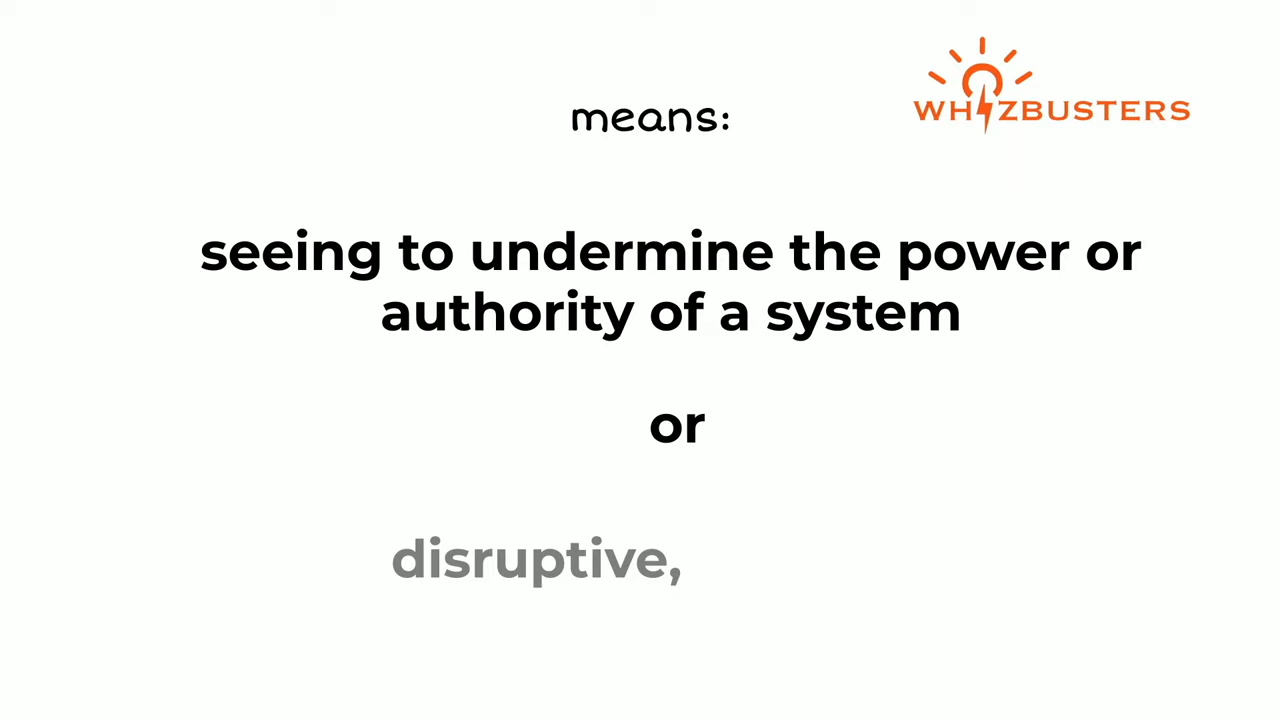 WHIZBUSTERS
means:
seeing to undermine the power or
authority of a system
or
disruptive,